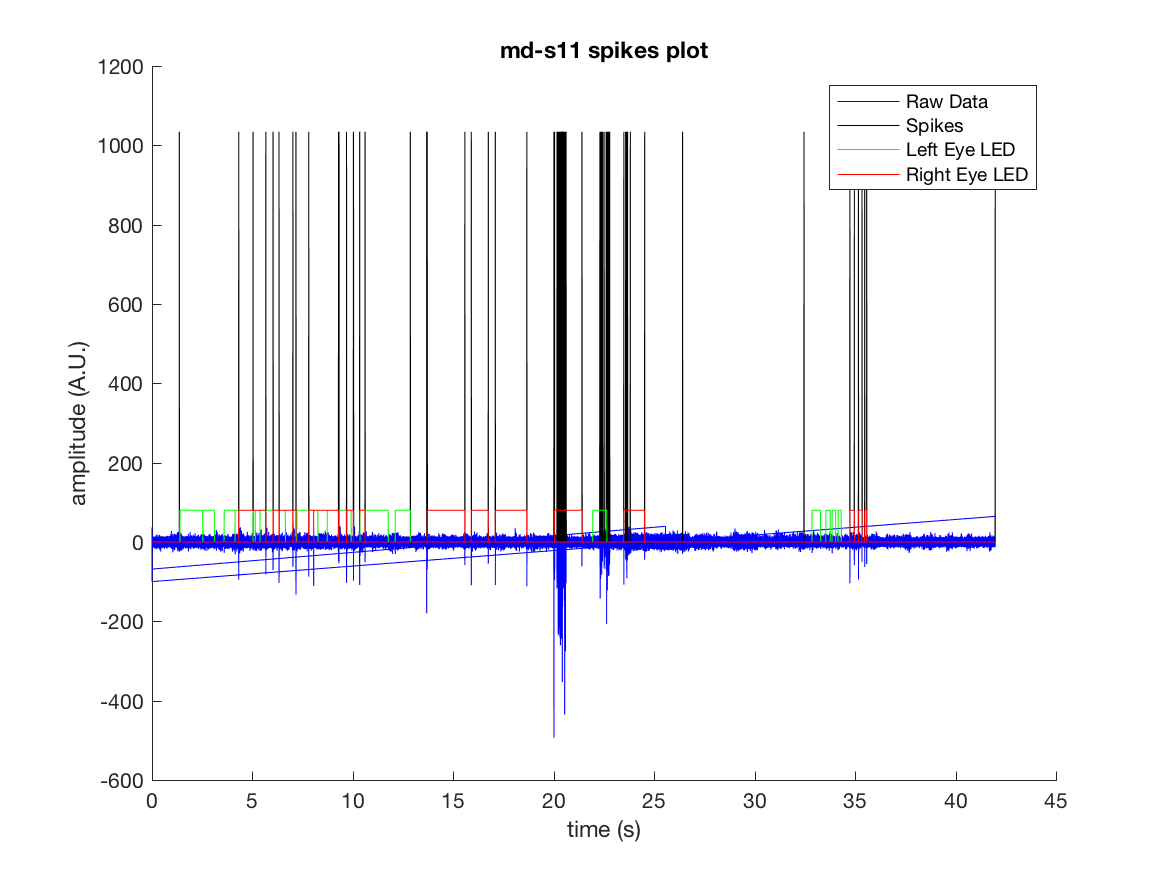 md-s11 spikes plot
1200
1000
800
600
400
200
0
-200
-400
-600
amplitude (A.U.)
Raw Data
Spikes
Left Eye LED
Right Eye LED
0 5 10 15 20 25 30 35 40 45
time (s)